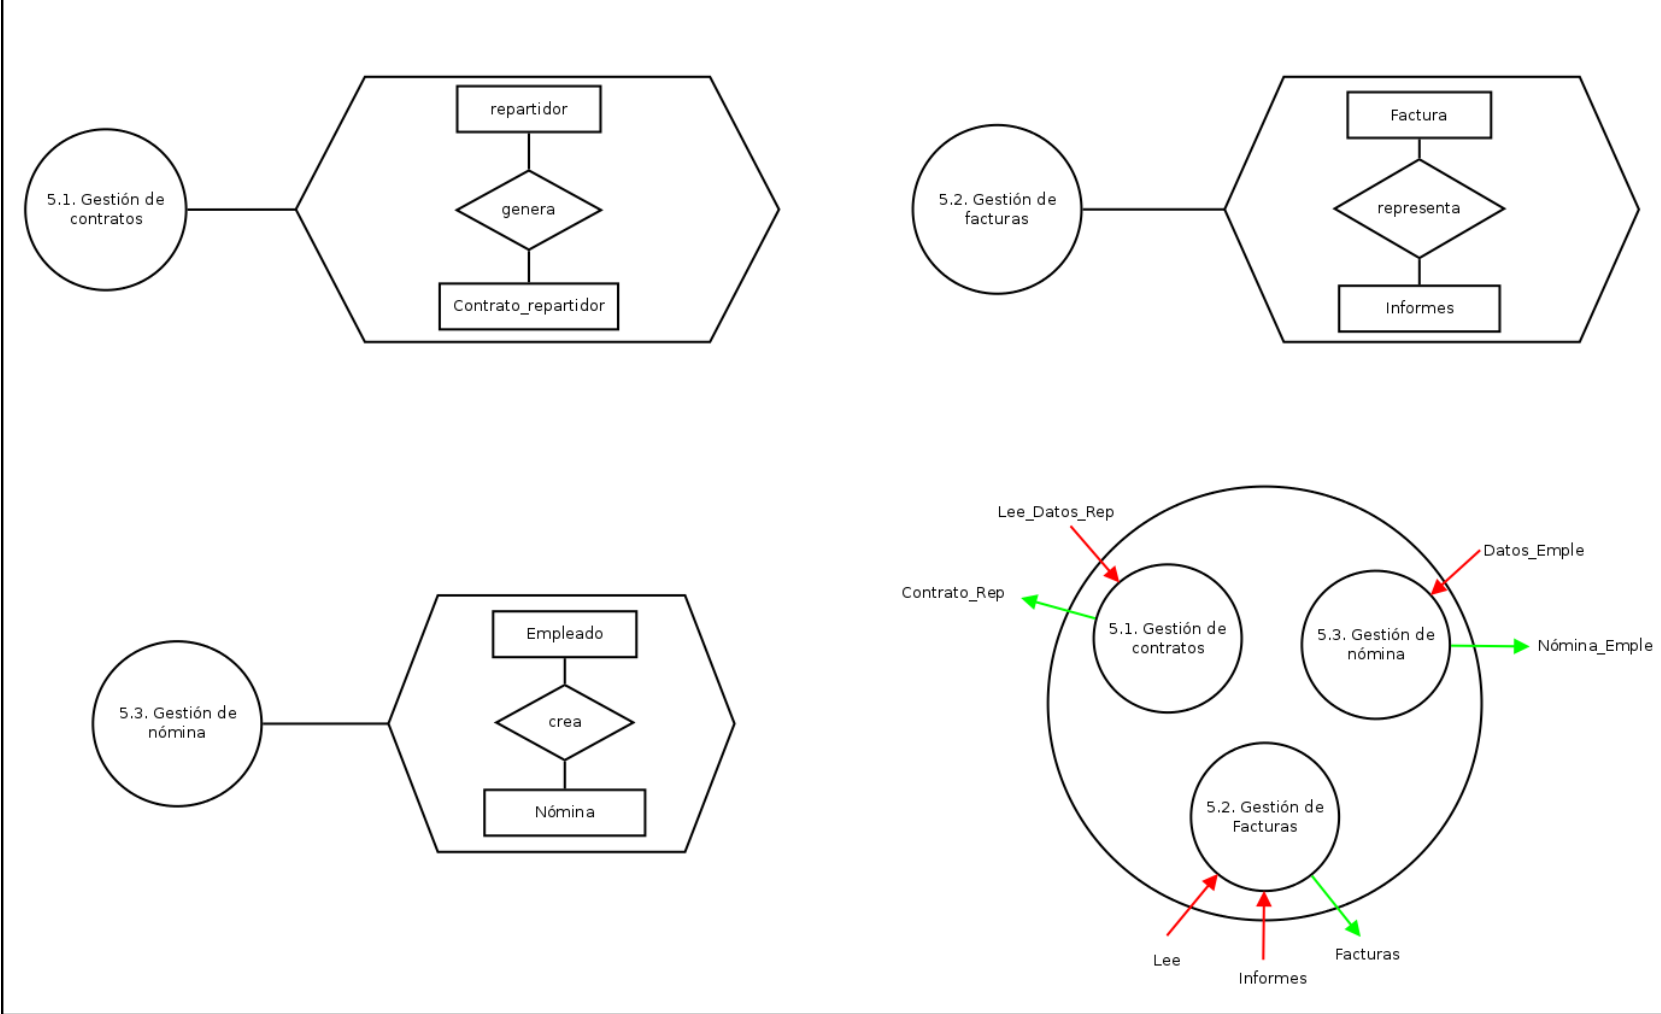 5.1. Gestión de
contratos
repartidor
genera
Contrato_repartidor
5.2. Gestión de
facturas
Factura
representa
Informes
5.3. Gestión de
nómina
Empleado
crea
Nómina
Lee_Datos_Rep
Contrato_Rep
Datos_Emple
Nómina_Emple
5.1. Gestión de
contratos
5.3. Gestión de
nómina
5.2. Gestión de
Facturas
Lee
Informes
Facturas